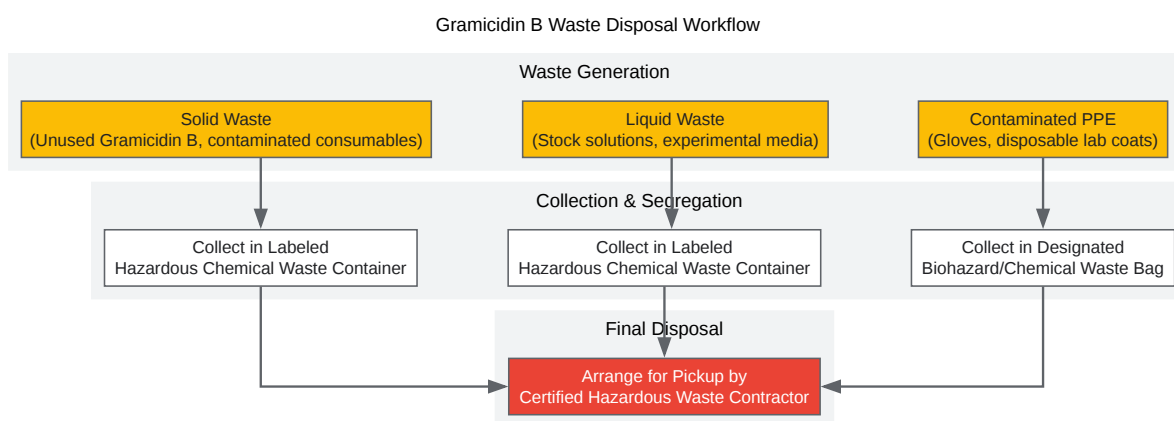 Gramicidin B Waste Disposal Workflow
Waste Generation
Solid Waste
(Unused Gramicidin B, contaminated consumables)
Liquid Waste
(Stock solutions, experimental media)
Contaminated PPE
(Gloves, disposable lab coats)
Collection & Segregation
Collect in Labeled
Hazardous Chemical Waste Container
Collect in Labeled
Hazardous Chemical Waste Container
Collect in Designated
Biohazard/Chemical Waste Bag
Final Disposal
Arrange for Pickup by
Certified Hazardous Waste Contractor